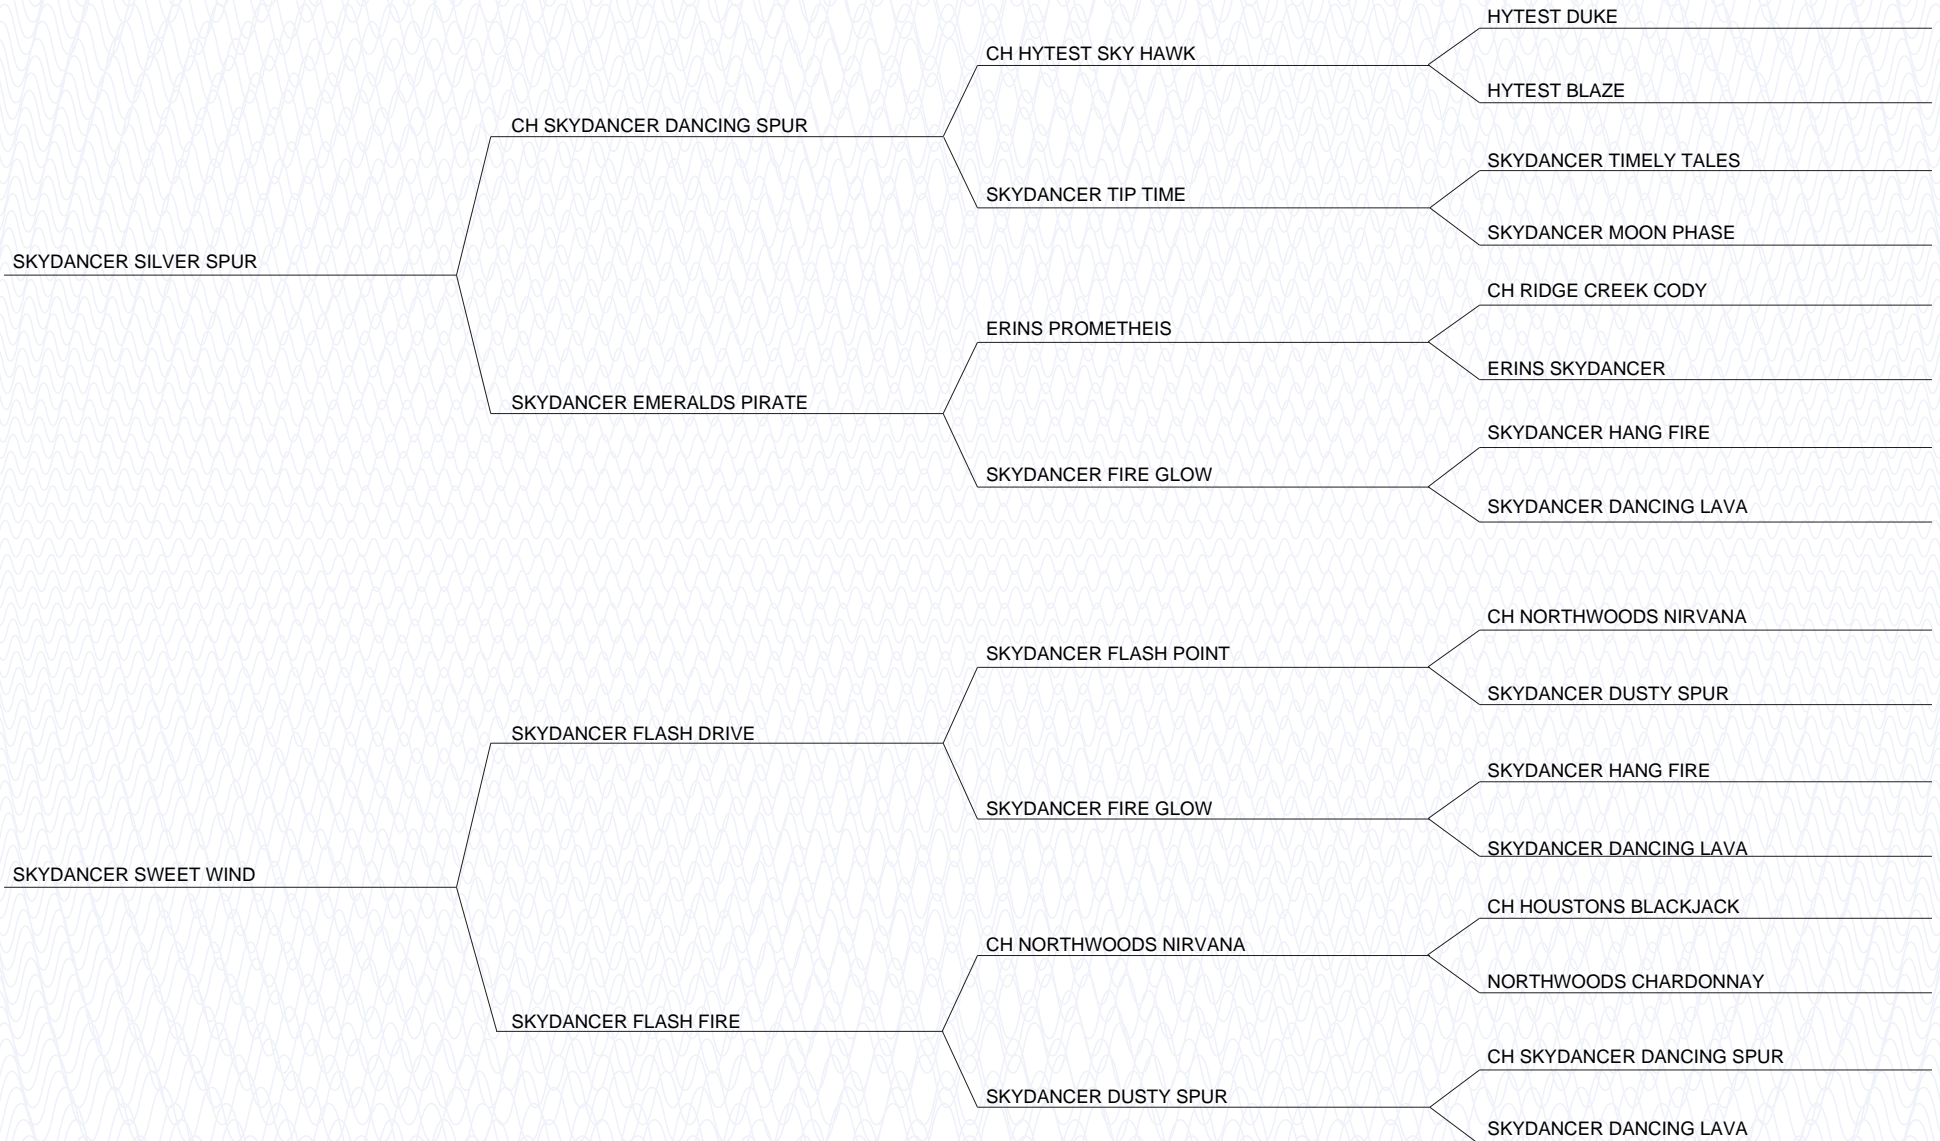 HYTEST DUKE
CH HYTEST SKY HAWK
HYTEST BLAZE
CH SKYDANCER DANCING SPUR
SKYDANCER TIMELY TALES
SKYDANCER TIP TIME
SKYDANCER MOON PHASE
SKYDANCER SILVER SPUR
CH RIDGE CREEK CODY
ERINS PROMETHEIS
ERINS SKYDANCER
SKYDANCER EMERALDS PIRATE
SKYDANCER HANG FIRE
SKYDANCER FIRE GLOW
SKYDANCER DANCING LAVA
CH NORTHWOODS NIRVANA
SKYDANCER FLASH POINT
SKYDANCER DUSTY SPUR
SKYDANCER FLASH DRIVE
SKYDANCER HANG FIRE
SKYDANCER FIRE GLOW
SKYDANCER DANCING LAVA
SKYDANCER SWEET WIND
CH HOUSTONS BLACKJACK
CH NORTHWOODS NIRVANA
NORTHWOODS CHARDONNAY
SKYDANCER FLASH FIRE
CH SKYDANCER DANCING SPUR
SKYDANCER DUSTY SPUR
SKYDANCER DANCING LAVA